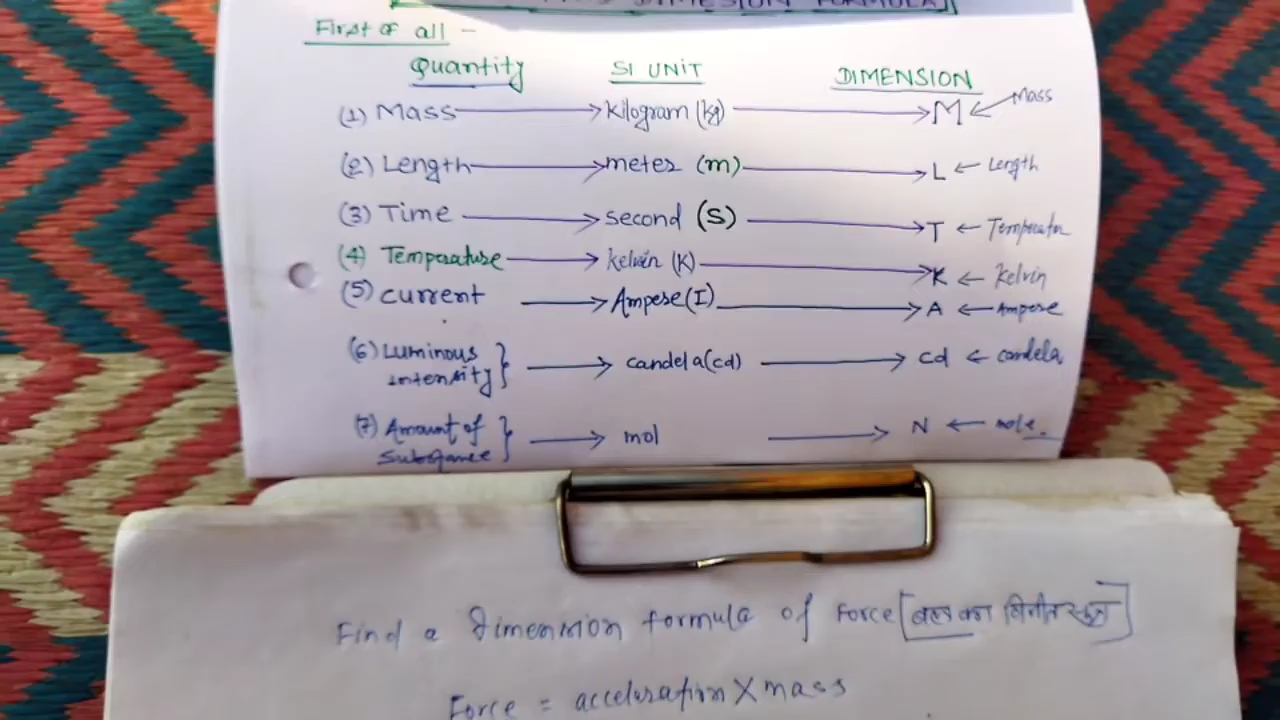 DIMESION FORMULA]
First of all -
Quantity SI UNIT DIMENSION
(1) Mass → Kilogram (kg) → M ← Mass
(2) Length → meter (m) → L ← Length
(3) Time → second (S) → T ←
(4) Temperature → kelvin (K) → K ← Kelvin
(5) current → Ampere (I) → A ← Ampere
(6) Luminous intensity } → candela (cd) → cd ← candela
(7) Amount of substance } → mol → N ← mole.
Find a dimension formula of Force [बल का विमीय सूत्र]
Force = acceleration X mass